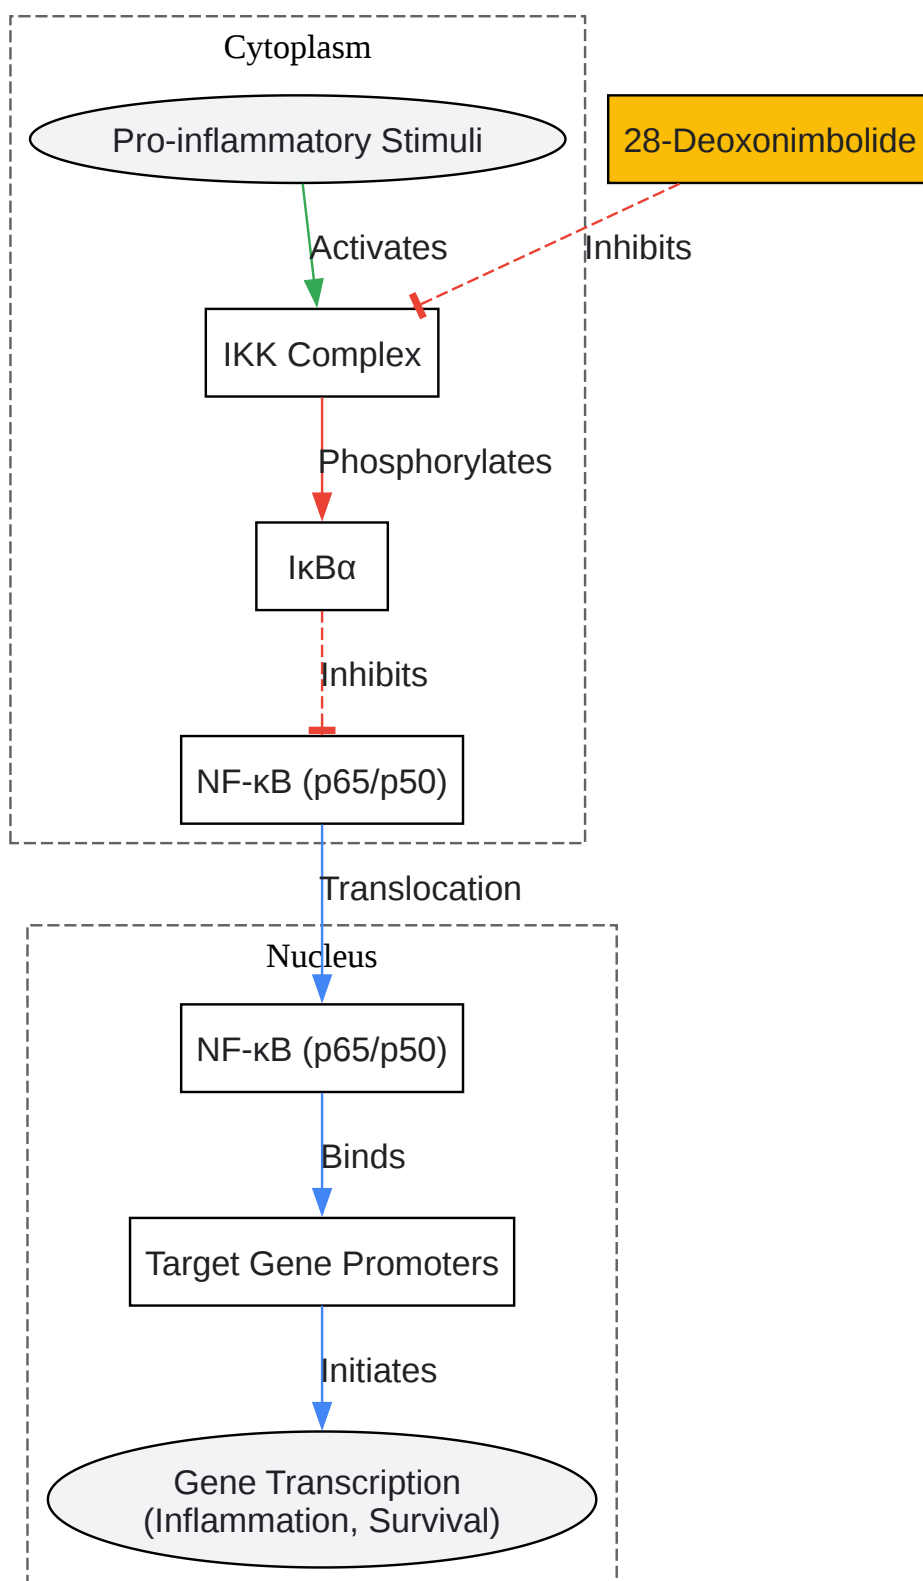 Cytoplasm
Pro-inflammatory Stimuli
28-Deoxonimbolide
Activates
Inhibits
IKK Complex
Phosphorylates
IκBα
Inhibits
NF-κB (p65/p50)
Translocation
Nucleus
NF-κB (p65/p50)
Binds
Target Gene Promoters
Initiates
Gene Transcription
(Inflammation, Survival)